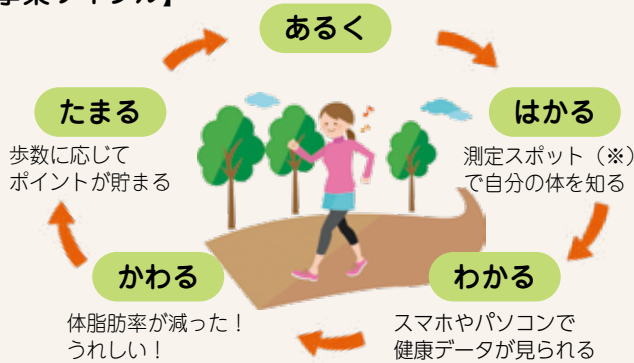 サイクル】
あるく
はかる
測定スポット（※）
で自分の体を知る
わかる
スマホやパソコンで
健康データが見られる
かわる
体脂肪率が減った！
うれしい！
たまる
歩数に応じて
ポイントが貯まる